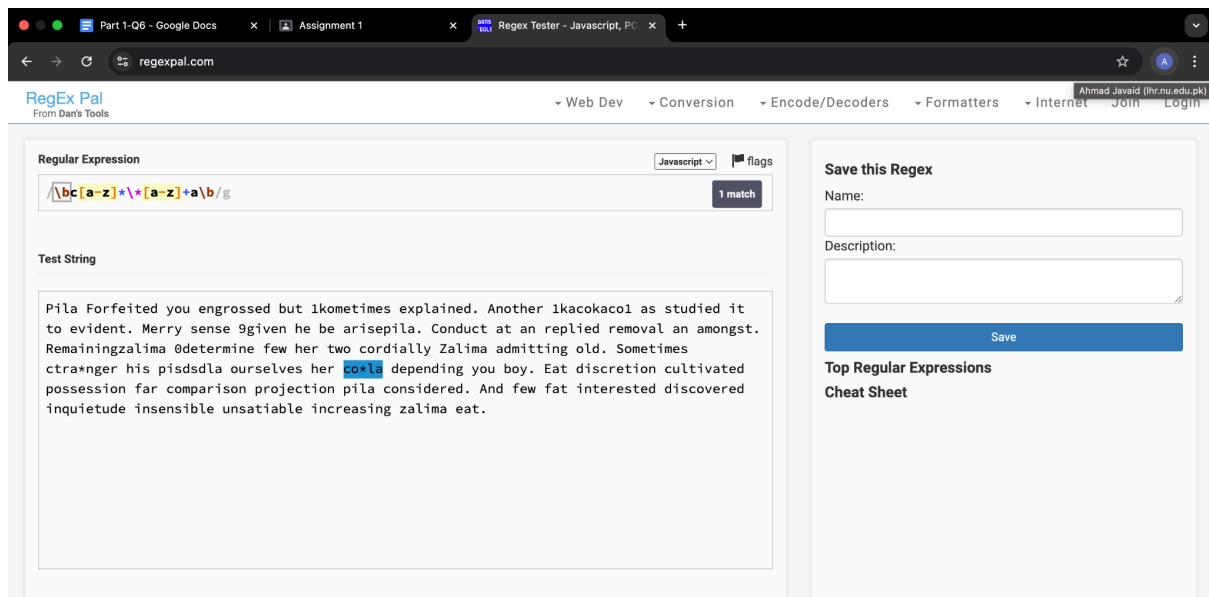 Part 1-Q6 - Google Docs
Assignment 1
DANS TOOLS
Regex Tester - Javascript, PC
regexpal.com
A
Ahmad Javaid (lhr.nu.edu.pk)
RegEx Pal
From Dan's Tools
Web Dev
Conversion
Encode/Decoders
Formatters
Internet
Join
Login
Regular Expression
Javascript
flags
/\bc[a-z]*\*[a-z]+a\b/g
1 match
Test String
Pila Forfeited you engrossed but 1kometimes explained. Another 1kacokaco1 as studied it
to evident. Merry sense 9given he be arisepila. Conduct at an replied removal an amongst.
Remainingzalima 0determine few her two cordially Zalima admitting old. Sometimes
ctra*nger his pisdsdla ourselves her co*la depending you boy. Eat discretion cultivated
possession far comparison projection pila considered. And few fat interested discovered
inquietude insensible unsatiable increasing zalima eat.
Save this Regex
Name:
Description:
Save
Top Regular Expressions
Cheat Sheet